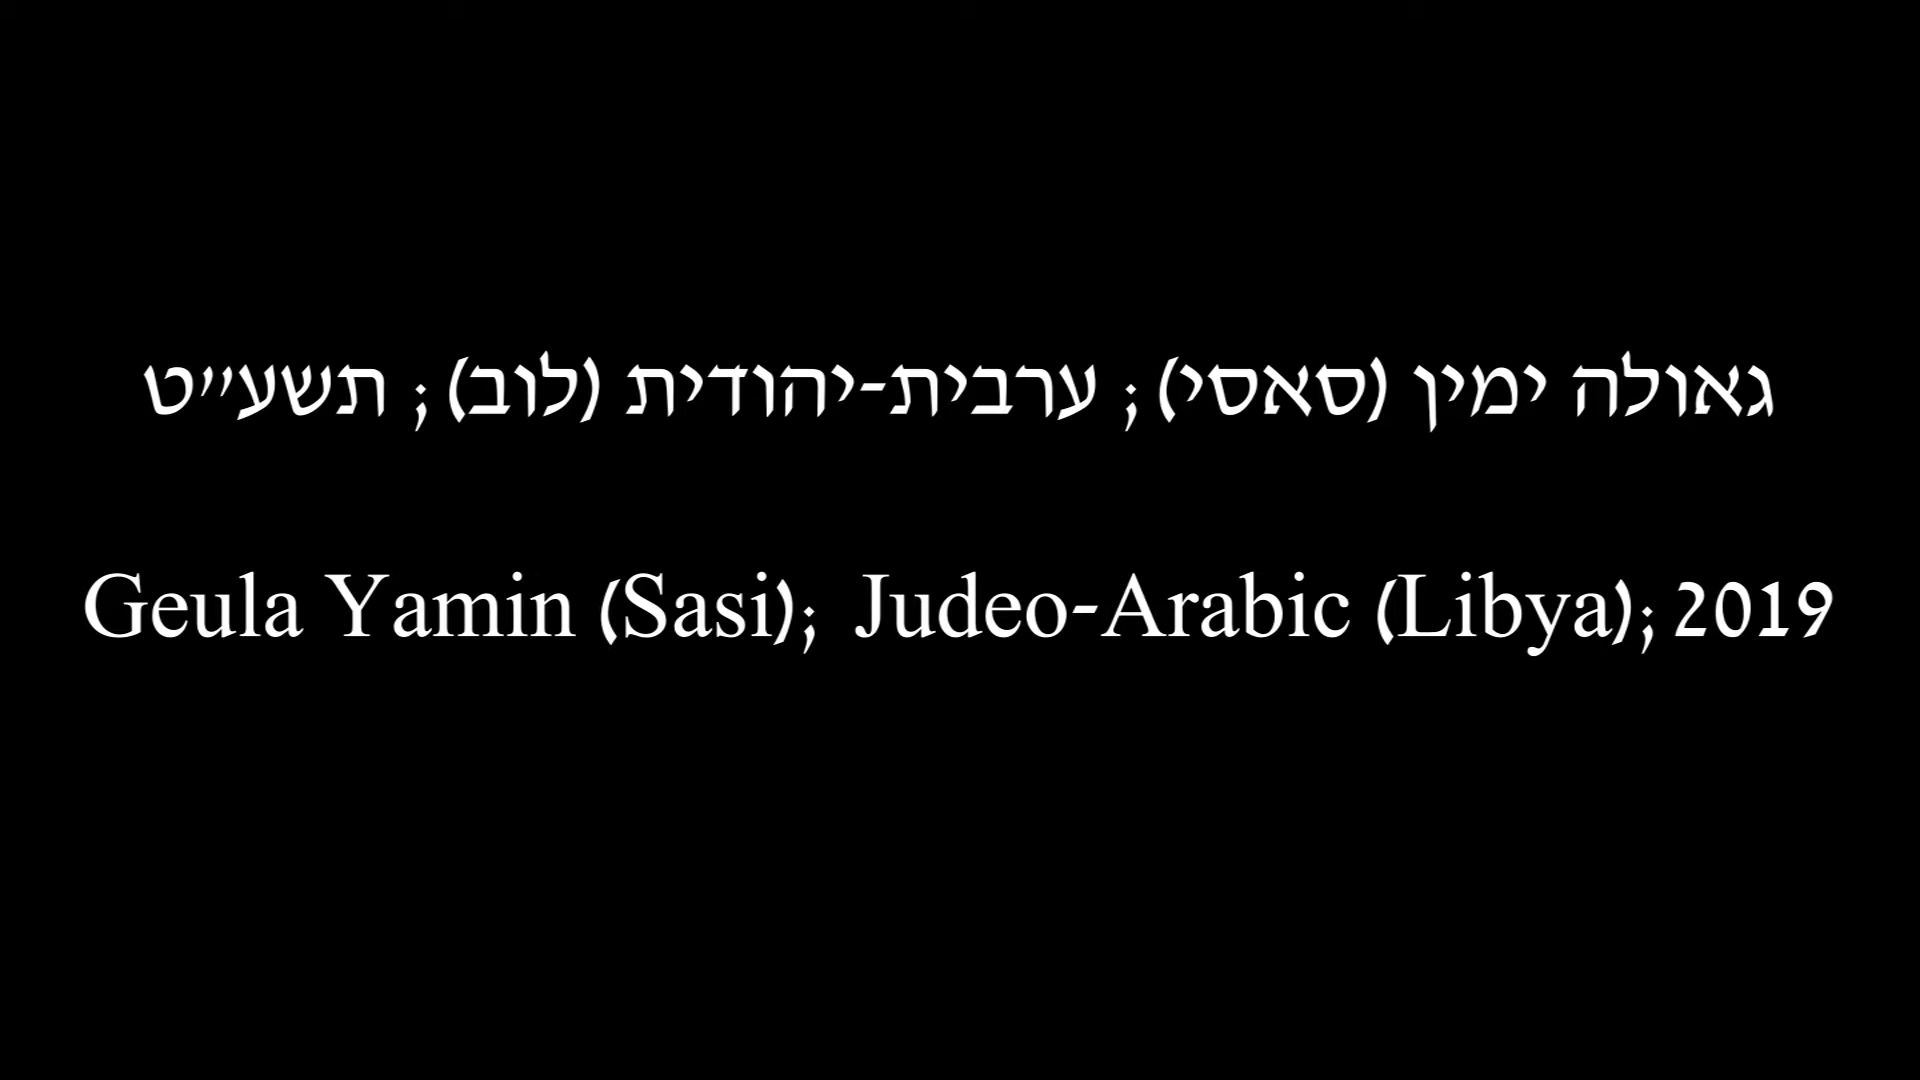 גאולה ימין (סאסי); ערבית-יהודית (לוב); תשע״ט
Geula Yamin (Sasi); Judeo-Arabic (Libya); 2019